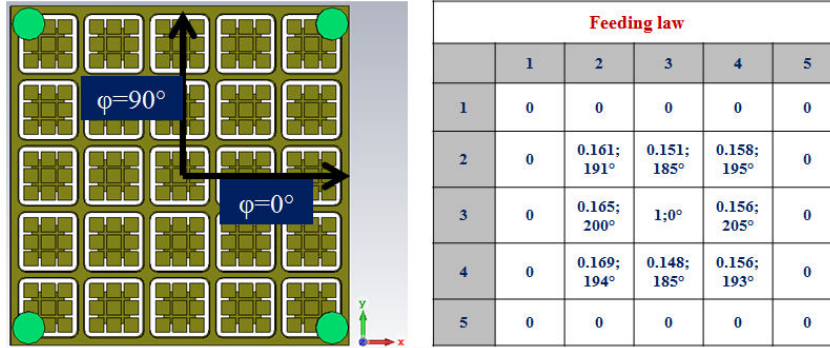 φ=90°
φ=0°
y
x
Feeding law
1 2 3 4 5
1 0 0 0 0 0
2 0 0.161; 0.151; 0.158; 0
191° 185° 195°
3 0 0.165; 1;0° 0.156; 0
200° 205°
4 0 0.169; 0.148; 0.156; 0
194° 185° 193°
5 0 0 0 0 0